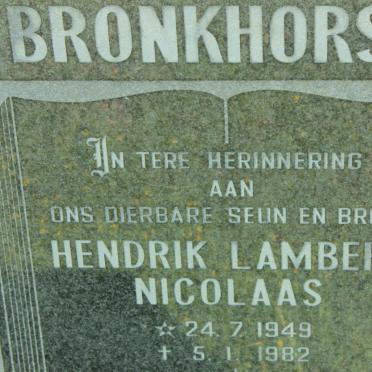 BRONKHORS
IN TERE HERINNERING
AAN
ONS DIERBARE SEUN EN BR
HENDRIK LAMBER
NICOLAAS
☆ 24. 7. 1949
✝ 5. 1. 1982